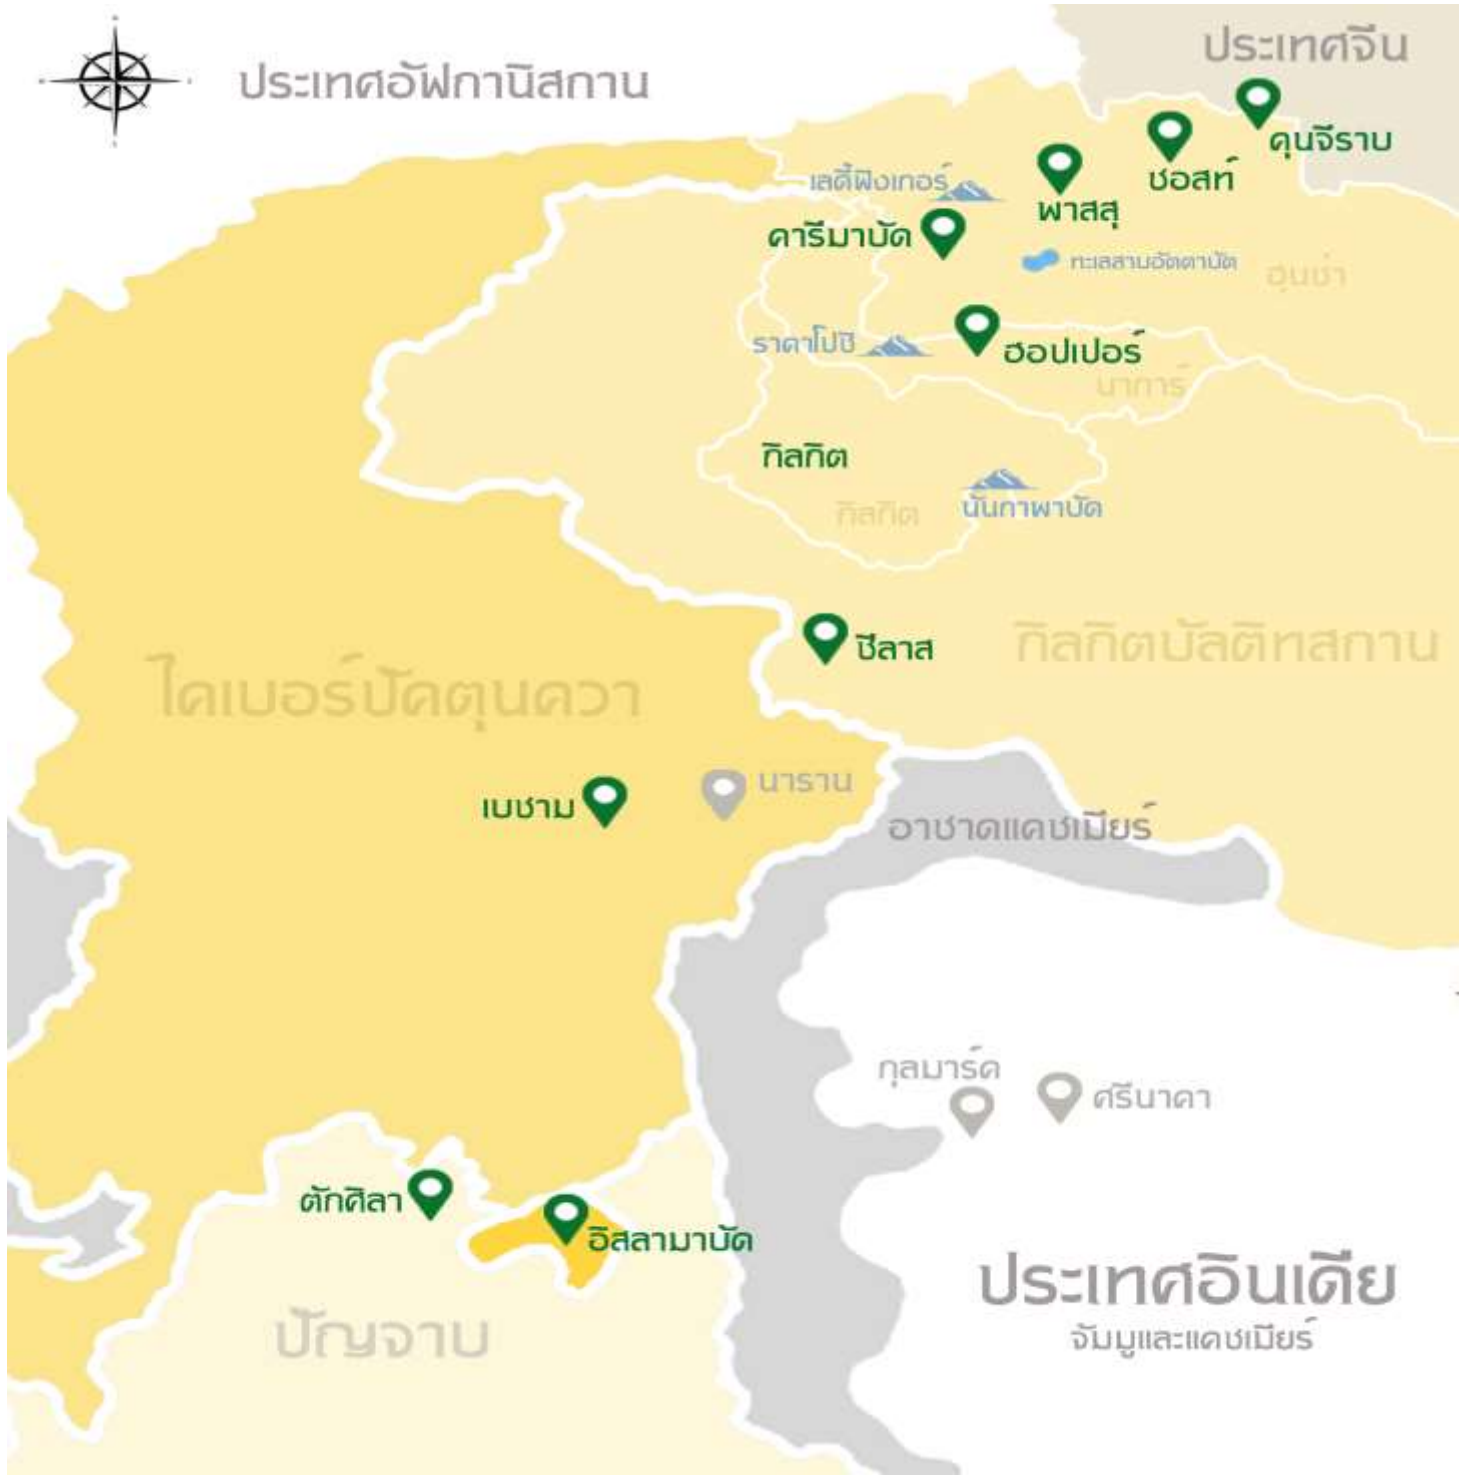 ประเทศจีน
ประเทศอัฟกานิสถาน
คุนจีราบ
ซอสท์
เลดี้ฟิงเกอร์
พาสสุ
คารีมาบัด
ทะเลสาบอัตตาบัต
ฮุนซ่า
ราคาโปชิ
ฮอปเปอร์
นาการ์
กิลกิต
นันกาพาบัด
กิลกิต
ชีลาส
กิลกิตบัลติทสถาน
ไคเบอร์ปัคตุนควา
นาราน
เบชาม
อาซาดแคชเมียร์
กุลมาร์ค
ศรีนาคา
ตักศิลา
อิสลามาบัด
ประเทศอินเดีย
ปัญจาบ
จัมมูและแคชเมียร์